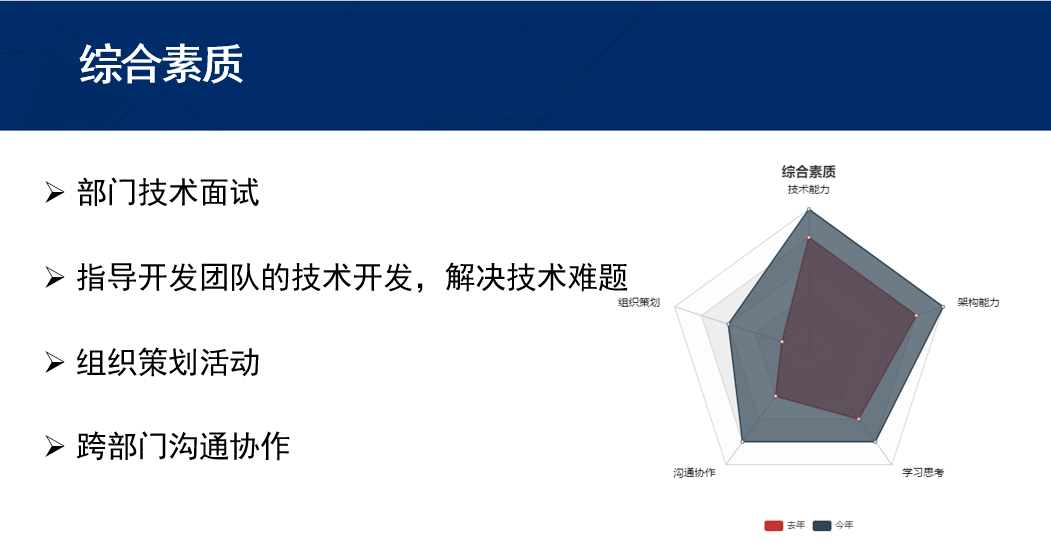 综合素质
部门技术面试
指导开发团队的技术开发，解决技术难题
组织策划活动
跨部门沟通协作
综合素质
技术能力
组织策划
架构能力
沟通协作
学习思考
去年
今年